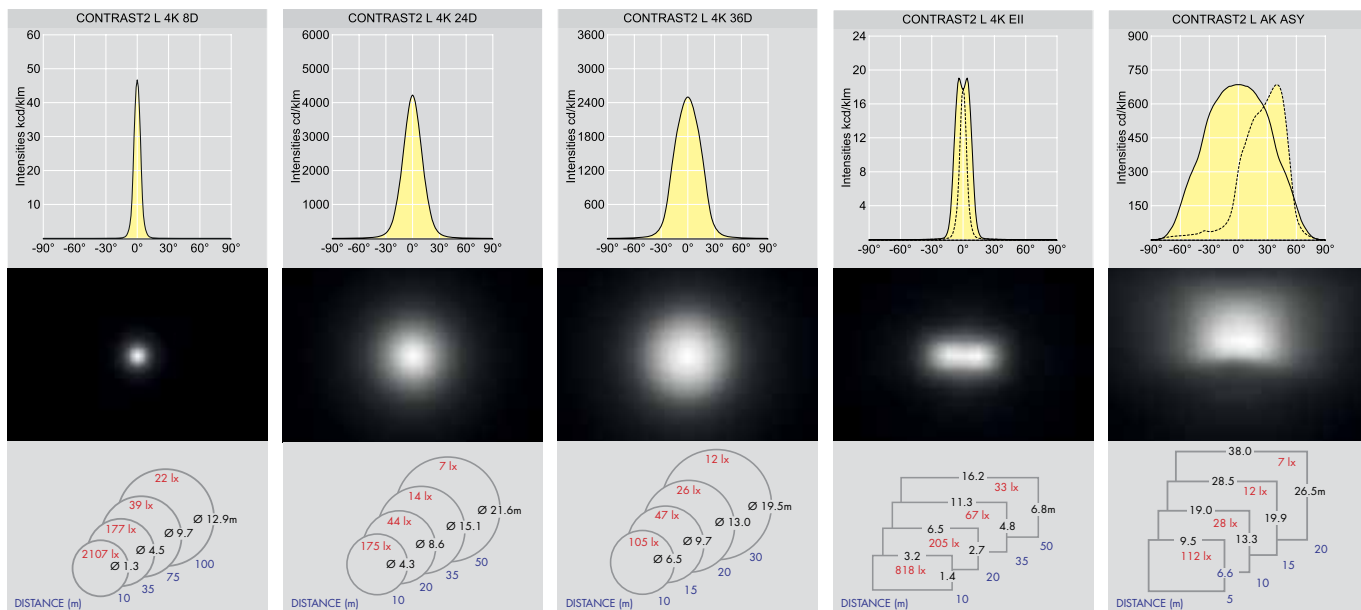 CONTRAST2 L 4K 8D
60
50
40
30
20
10
Intensities kcd/klm
-90° -60° -30° 0° 30° 60° 90°
22 lx
39 lx
177 lx
2107 lx
Ø 12.9m
Ø 9.7
Ø 4.5
Ø 1.3
100
75
35
10
DISTANCE (m)
CONTRAST2 L 4K 24D
6000
5000
4000
3000
2000
1000
Intensities cd/klm
-90° -60° -30° 0° 30° 60° 90°
7 lx
14 lx
44 lx
175 lx
Ø 21.6m
Ø 15.1
Ø 8.6
Ø 4.3
50
35
20
10
DISTANCE (m)
CONTRAST2 L 4K 36D
3600
3000
2400
1800
1200
600
Intensities cd/klm
-90° -60° -30° 0° 30° 60° 90°
12 lx
26 lx
47 lx
105 lx
Ø 19.5m
Ø 13.0
Ø 9.7
Ø 6.5
30
20
15
10
DISTANCE (m)
CONTRAST2 L 4K EII
24
20
16
12
8
4
Intensities kcd/klm
-90° -60° -30° 0° 30° 60° 90°
16.2
33 lx
11.3
6.8m
67 lx
6.5
4.8
205 lx
50
3.2
2.7
35
818 lx
1.4
20
10
DISTANCE (m)
CONTRAST2 L AK ASY
900
750
600
450
300
150
Intensities cd/klm
-90° -60° -30° 0° 30° 60° 90°
38.0
7 lx
28.5
12 lx
26.5m
19.0
28 lx
19.9
9.5
13.3
20
112 lx
15
6.6
10
5
DISTANCE (m)